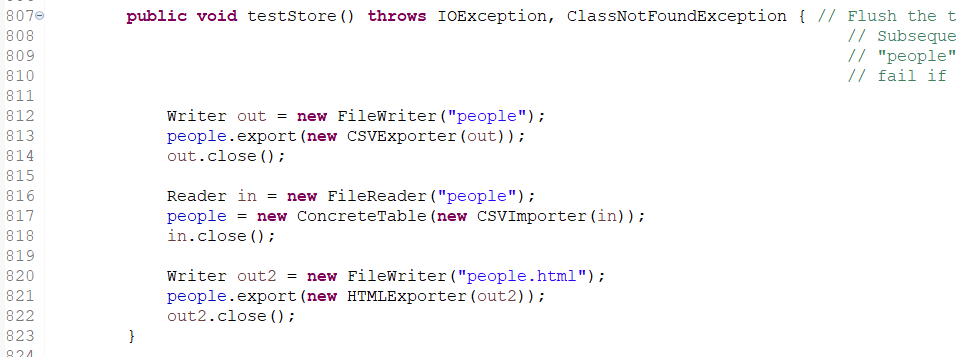 807 public void testStore() throws IOException, ClassNotFoundException { // Flush the t
808 // Subseque
809 // "people"
810 // fail if
811
812 Writer out = new FileWriter("people");
813 people.export(new CSVExporter(out));
814 out.close();
815
816 Reader in = new FileReader("people");
817 people = new ConcreteTable(new CSVImporter(in));
818 in.close();
819
820 Writer out2 = new FileWriter("people.html");
821 people.export(new HTMLExporter(out2));
822 out2.close();
823 }
824